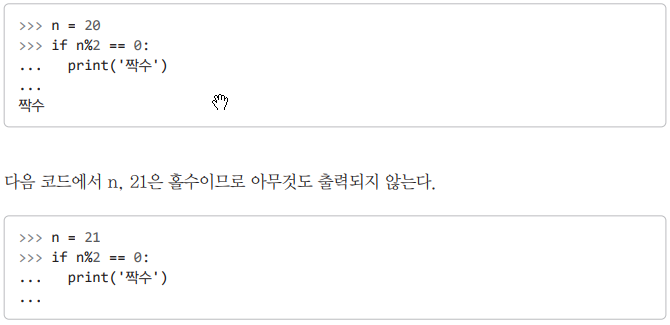 >>> n = 20
>>> if n%2 == 0:
...   print('짝수')
...
짝수
다음 코드에서 n, 21은 홀수이므로 아무것도 출력되지 않는다.
>>> n = 21
>>> if n%2 == 0:
...   print('짝수')
...